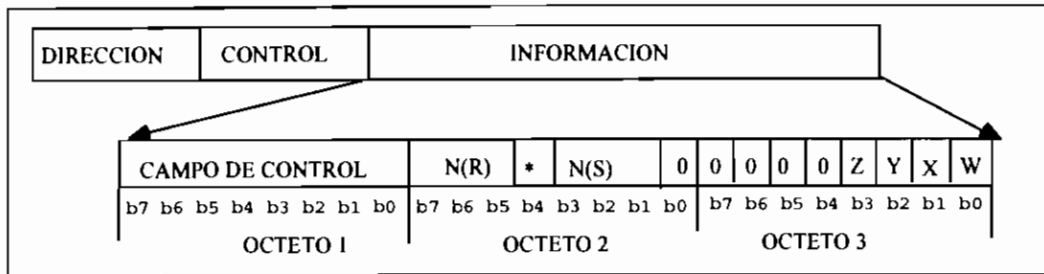 DIRECCION CONTROL INFORMACION
CAMPO DE CONTROL N(R) * N(S) 0 0 0 0 0 Z Y X W
b7 b6 b5 b4 b3 b2 b1 b0 b7 b6 b5 b4 b3 b2 b1 b0 b7 b6 b5 b4 b3 b2 b1 b0
OCTETO 1 OCTETO 2 OCTETO 3